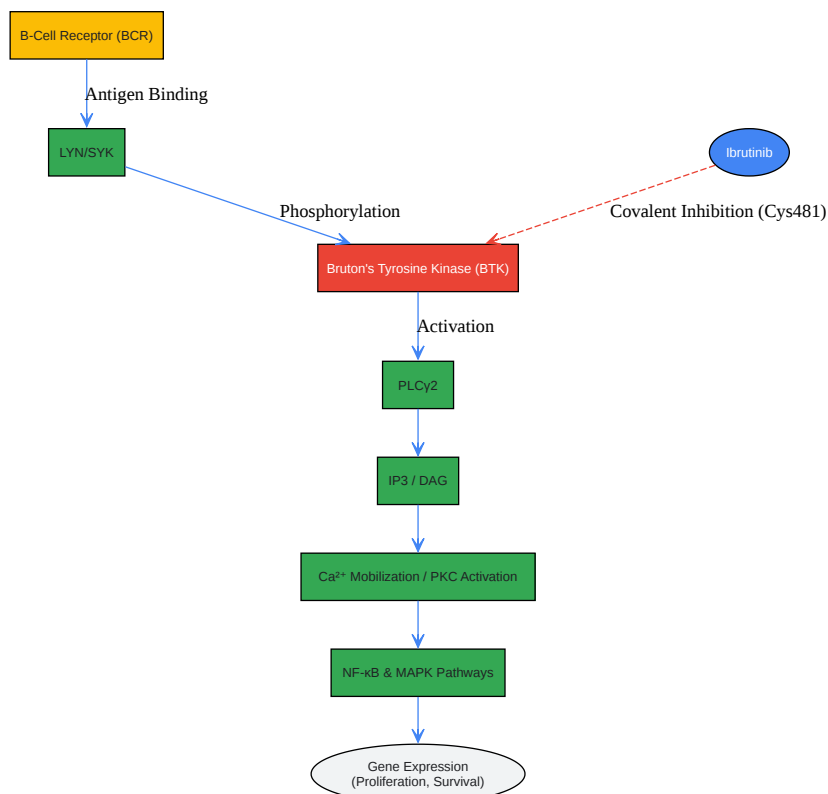 B-Cell Receptor (BCR)
Antigen Binding
LYN/SYK
Ibrutinib
Phosphorylation
Covalent Inhibition (Cys481)
Bruton's Tyrosine Kinase (BTK)
Activation
PLCγ2
IP3 / DAG
Ca²⁺ Mobilization / PKC Activation
NF-κB & MAPK Pathways
Gene Expression
(Proliferation, Survival)